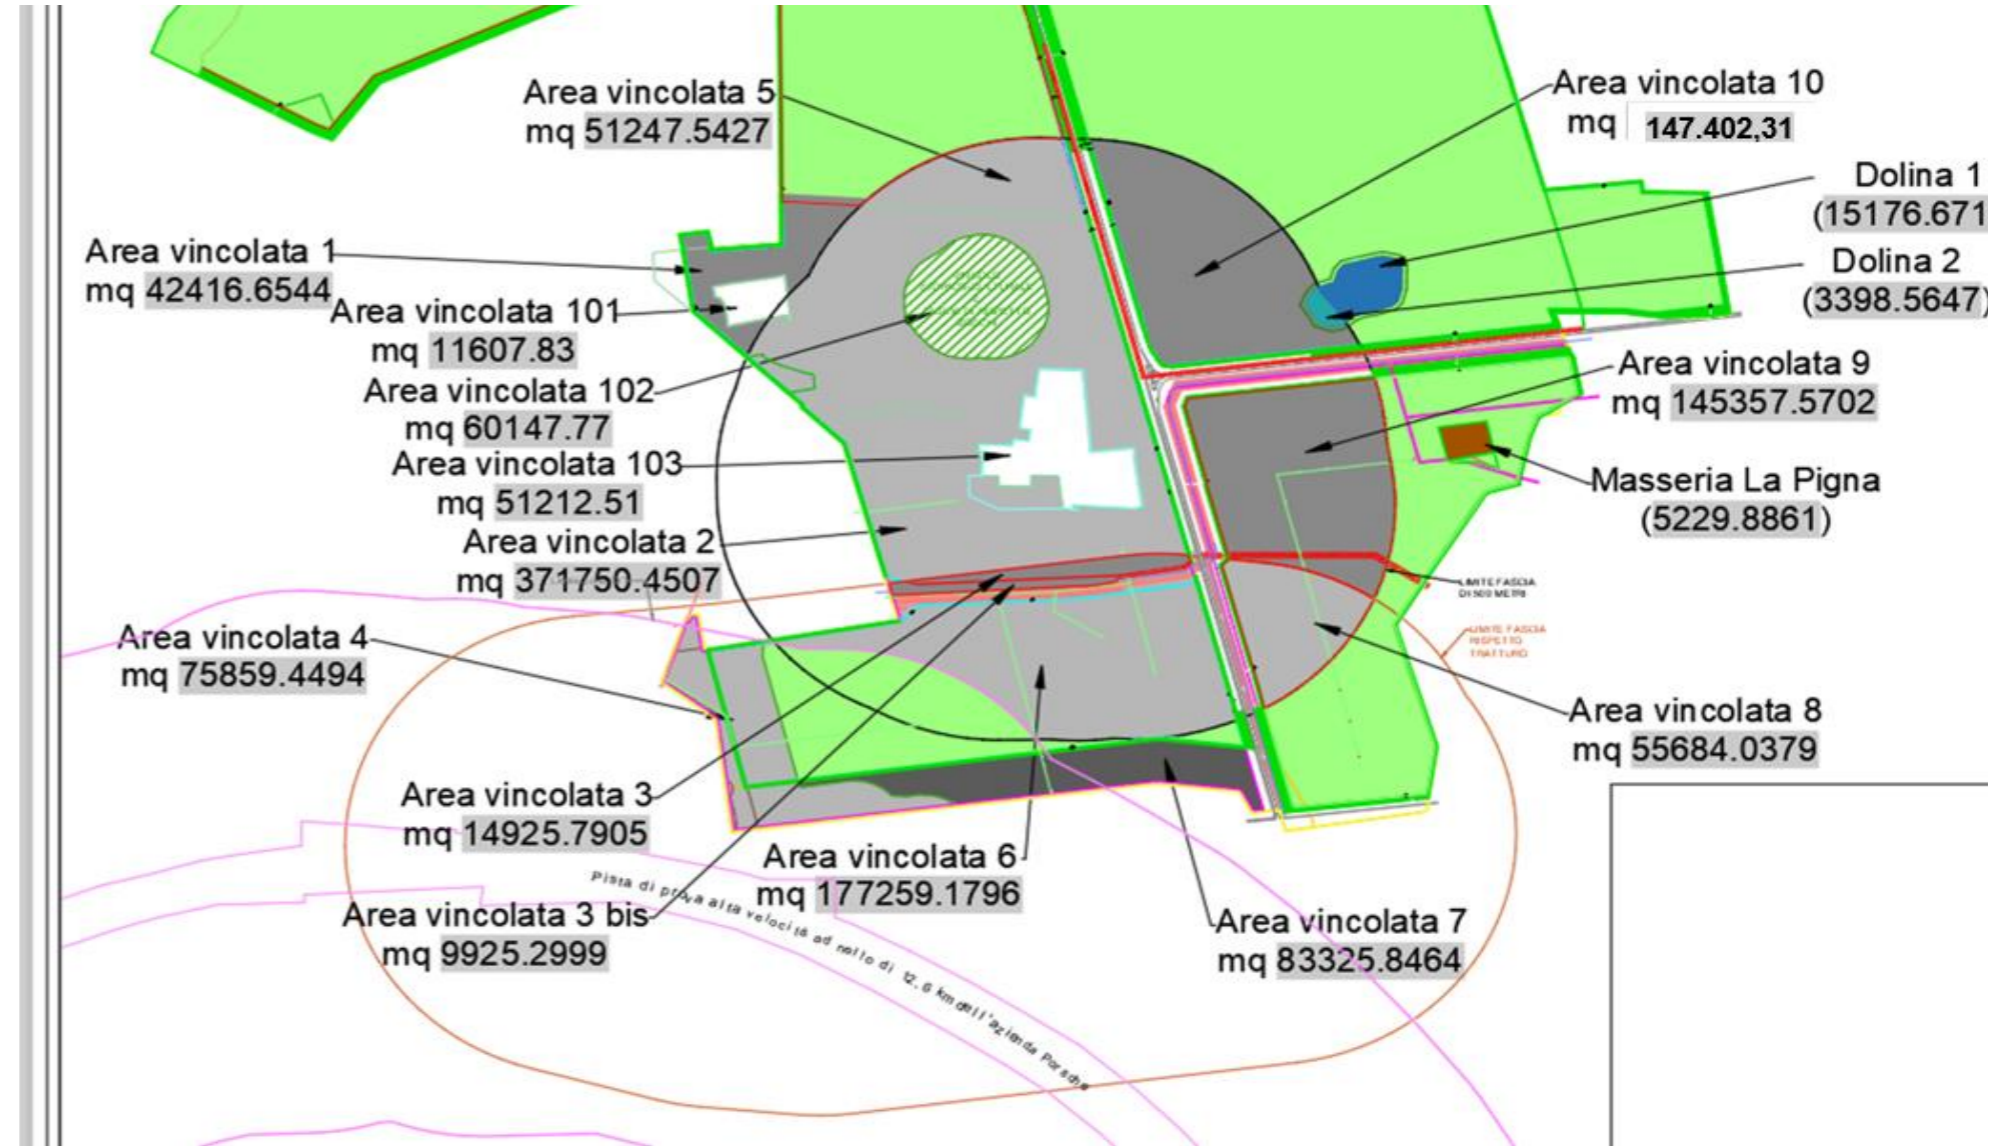 Area vincolata 5
mq 51247.5427
Area vincolata 10
mq 147.402,31
Dolina 1
(15176.671
Dolina 2
(3398.5647)
Area vincolata 1
mq 42416.6544
Area vincolata 101
mq 11607.83
Area vincolata 102
mq 60147.77
Area vincolata 9
mq 145357.5702
Area vincolata 103
mq 51212.51
Masseria La Pigna
(5229.8861)
Area vincolata 2
mq 371750.4507
LIMITE FASCIA
DI 500 METRI
LIMITE FASCIA
RISPETTO
TRATTURO
Area vincolata 4
mq 75859.4494
Area vincolata 8
mq 55684.0379
Area vincolata 3
mq 14925.7905
Area vincolata 6
mq 177259.1796
Pista di prova alta velocità ad anello di 12,6 km dell'azienda Porsche
Area vincolata 3 bis
mq 9925.2999
Area vincolata 7
mq 83325.8464